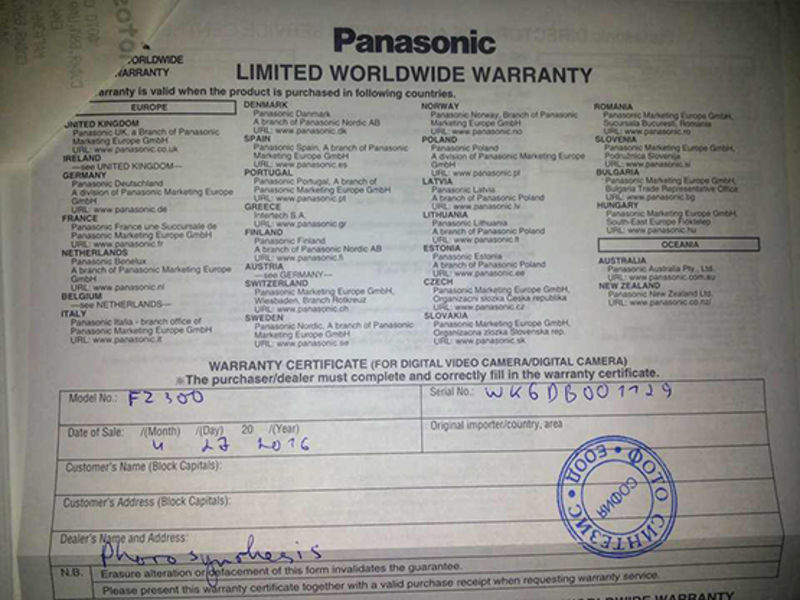 Panasonic
WORLDWIDE
WARRANTY
LIMITED WORLDWIDE WARRANTY
warranty is valid when the product is purchased in following countries.
EUROPE
UNITED KINGDOM
Panasonic UK, a Branch of Panasonic
Marketing Europe GmbH
URL: www.panasonic.co.uk
IRELAND
—see UNITED KINGDOM—
GERMANY
Panasonic Deutschland
A division of Panasonic Marketing Europe
GmbH
URL: www.panasonic.de
FRANCE
Panasonic France une Succursale de
Panasonic Marketing Europe GmbH
URL: www.panasonic.fr
NETHERLANDS
Panasonic Benelux
A branch of Panasonic Marketing Europe
GmbH
URL: www.panasonic.nl
BELGIUM
—see NETHERLANDS—
ITALY
Panasonic Italia - branch office of
Panasonic Marketing Europe GmbH
URL: www.panasonic.it
DENMARK
Panasonic Danmark
A branch of Panasonic Nordic AB
URL: www.panasonic.dk
SPAIN
Panasonic Spain, A branch of Panasonic
Marketing Europe GmbH
URL: www.panasonic.es
PORTUGAL
Panasonic Portugal, A branch of
Panasonic Marketing Europe GmbH
URL: www.panasonic.pt
GREECE
Intertech S.A.
URL: www.panasonic.gr
FINLAND
Panasonic Finland
A branch of Panasonic Nordic AB
URL: www.panasonic.fi
AUSTRIA
—see GERMANY—
SWITZERLAND
Panasonic Marketing Europe GmbH,
Wiesbaden, Branch Rotkreuz
URL: www.panasonic.ch
SWEDEN
Panasonic Nordic, A branch of Panasonic
Marketing Europe GmbH
URL: www.panasonic.se
NORWAY
Panasonic Norway, Branch of Panasonic
Marketing Europe GmbH
URL: www.panasonic.no
POLAND
Panasonic Poland
A division of Panasonic Marketing Europe
GmbH
URL: www.panasonic.pl
LATVIA
Panasonic Latvia
A branch of Panasonic Poland
URL: www.panasonic.lv
LITHUANIA
Panasonic Lithuania
A branch of Panasonic Poland
URL: www.panasonic.lt
ESTONIA
Panasonic Estonia
A branch of Panasonic Poland
URL: www.panasonic.ee
CZECH
Panasonic Marketing Europe GmbH,
Organizacni slozka Ceska republika
URL: www.panasonic.cz
SLOVAKIA
Panasonic Marketing Europe GmbH,
Organizacna zlozka Slovenska rep.
URL: www.panasonic.sk
ROMANIA
Panasonic Marketing Europe GmbH,
Sucursala Bucuresti, Romania
URL: www.panasonic.ro
SLOVENIA
Panasonic Marketing Europe GmbH,
Podružnica Slovenija
URL: www.panasonic.si
BULGARIA
Panasonic Marketing Europe GmbH,
Bulgaria Trade Representative Office
URL: www.panasonic.bg
HUNGARY
Panasonic Marketing Europe GmbH,
South-East Europe Fióktelep
URL: www.panasonic.hu
OCEANIA
AUSTRALIA
Panasonic Australia Pty., Ltd.
URL: www.panasonic.com.au
NEW ZEALAND
Panasonic New Zealand Ltd.
URL: www.panasonic.co.nz/
WARRANTY CERTIFICATE (FOR DIGITAL VIDEO CAMERA/DIGITAL CAMERA)
※The purchaser/dealer must complete and correctly fill in the warranty certificate.
Model No.: FZ 300
Serial No.: WK6DB001129
Date of Sale: /(Month) /(Day) 20 /(Year)
4 27 2016
Original importer/country, area
Customer's Name (Block Capitals):
Customer's Address (Block Capitals):
ФОТО СИНТЕЗИС • ЕООД •
СОФИЯ
Dealer's Name and Address:
Photosynthesis
N.B. Erasure alteration or defacement of this form invalidates the guarantee.
Please present this warranty certificate together with a valid purchase receipt when requesting warranty service.